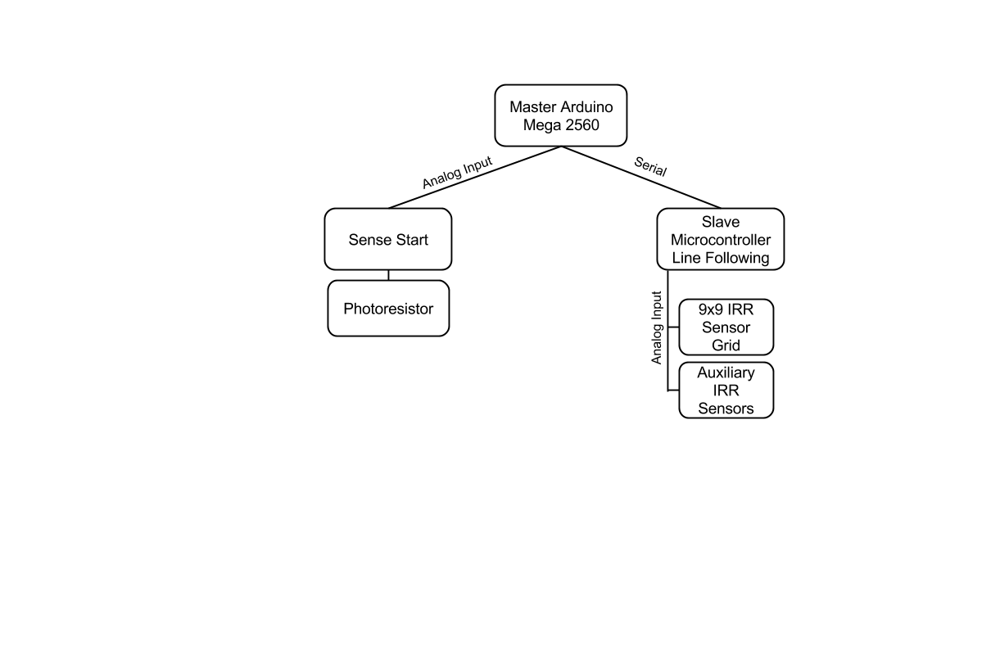 Master Arduino
Mega 2560
Analog Input
Serial
Sense Start
Slave
Microcontroller
Line Following
Photoresistor
Analog Input
9x9 IRR
Sensor
Grid
Auxiliary
IRR
Sensors